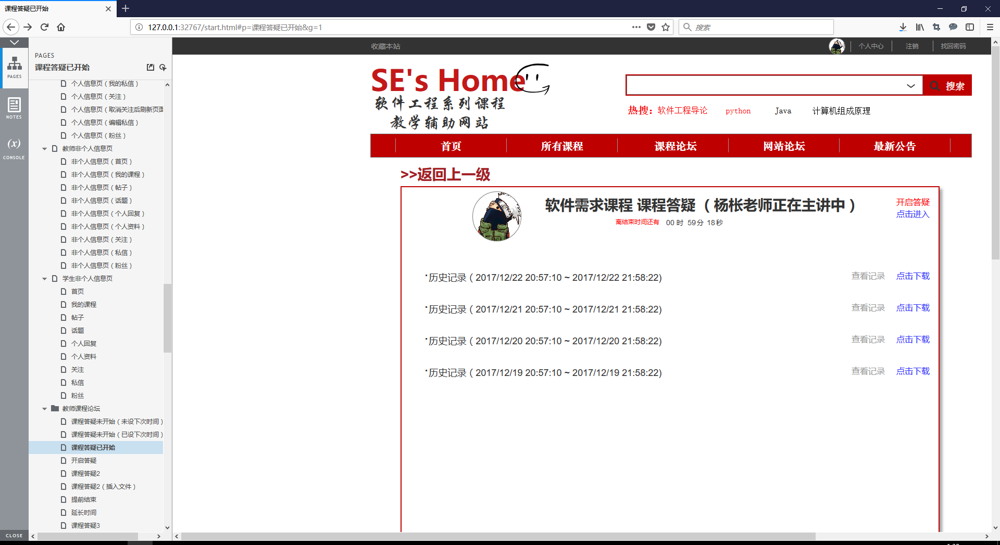 课程答疑已开始
127.0.0.1:32767/start.html#p=课程答疑已开始&g=1
搜索
PAGES
NOTES
(x)
CONSOLE
CLOSE
PAGES
课程答疑已开始
个人信息页（我的私信）
个人信息页（关注）
个人信息页（取消关注后刷新页面
个人信息页（编辑私信）
个人信息页（粉丝）
教师非个人信息页
非个人信息页（首页）
非个人信息页（我的课程）
非个人信息页（帖子）
非个人信息页（话题）
非个人信息页（个人回复）
非个人信息页（个人资料）
非个人信息页（关注）
非个人信息页（私信）
非个人信息页（粉丝）
学生非个人信息页
首页
我的课程
帖子
话题
个人回复
个人资料
关注
私信
粉丝
教师课程论坛
课程答疑未开始（未设下次时间）
课程答疑未开始（已设下次时间）
课程答疑已开始
开启答疑
课程答疑2
课程答疑2（插入文件）
提前结束
延长时间
课程答疑3
收藏本站
个人中心
注销
找回密码
SE's Home
软件工程系列课程
教学辅助网站
搜索
热搜：软件工程导论 python Java 计算机组成原理
首页 所有课程 课程论坛 网站论坛 最新公告
>>返回上一级
软件需求课程 课程答疑 （杨枨老师正在主讲中）
开启答疑
点击进入
离结束时间还有 00 时 59分 18秒
历史记录（2017/12/22 20:57:10 ~ 2017/12/22 21:58:22) 查看记录 点击下载
历史记录（2017/12/21 20:57:10 ~ 2017/12/21 21:58:22) 查看记录 点击下载
历史记录（2017/12/20 20:57:10 ~ 2017/12/20 21:58:22) 查看记录 点击下载
历史记录（2017/12/19 20:57:10 ~ 2017/12/19 21:58:22) 查看记录 点击下载